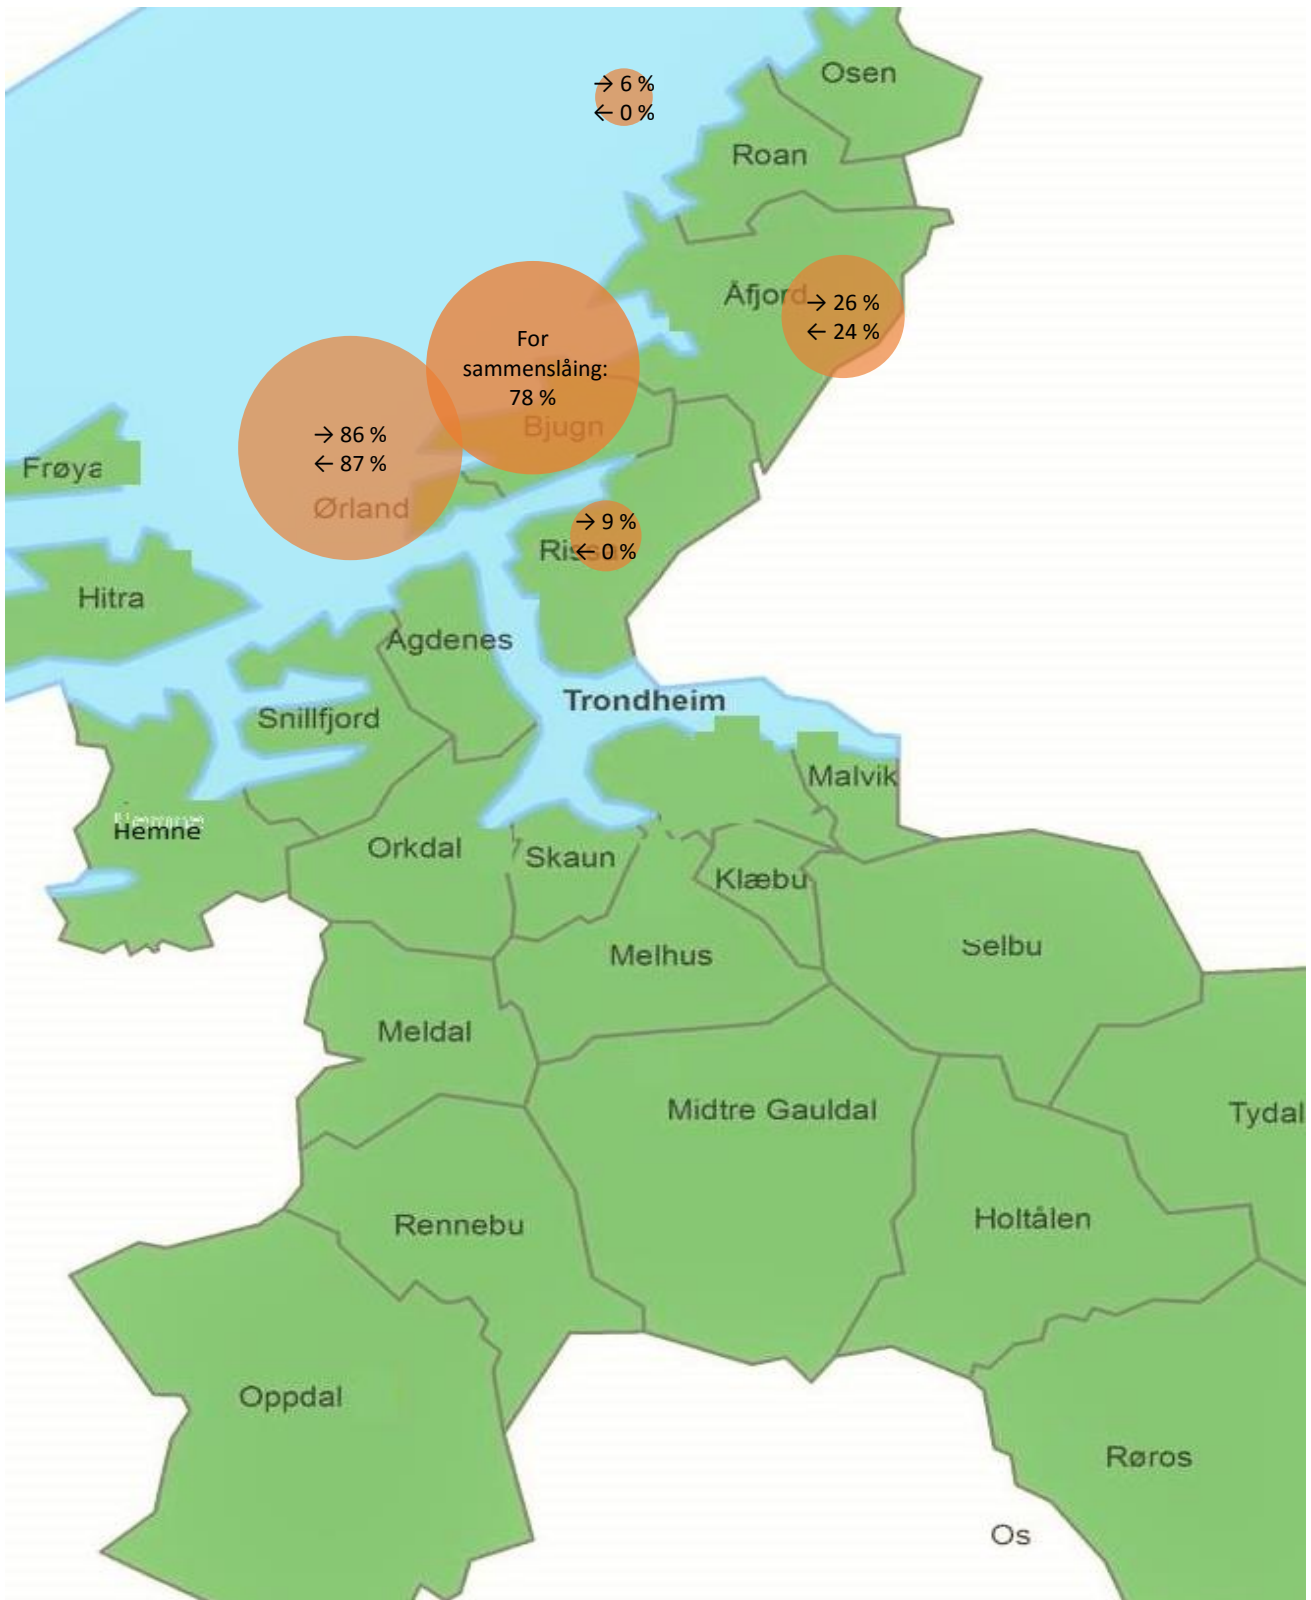 Osen
→ 6 %
← 0 %
Roan
Åfjord
→ 26 %
← 24 %
For
sammenslåing:
78 %
Bjugn
→ 86 %
← 87 %
Frøya
Ørland
→ 9 %
← 0 %
Rissa
Hitra
Agdenes
Trondheim
Snillfjord
Malvik
Hemne
Orkdal
Skaun
Klæbu
Selbu
Melhus
Meldal
Midtre Gauldal
Tydal
Rennebu
Holtålen
Oppdal
Røros
Os